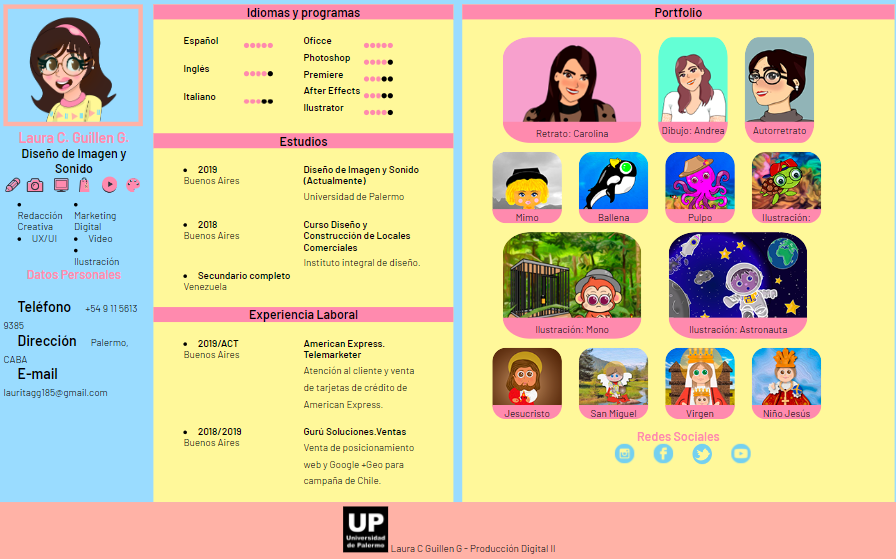 Laura C. Guillen G.
Diseño de Imagen y
Sonido
Redacción
Creativa
UX/UI
Marketing
Digital
Video
Ilustración
Datos Personales
Teléfono +54 9 11 5613
9385
Dirección Palermo,
CABA
E-mail
lauritagg185@gmail.com
Idiomas y programas
Español
Inglés
Italiano
Oficce
Photoshop
Premiere
After Effects
Ilustrator
Estudios
2019
Buenos Aires
Diseño de Imagen y Sonido
(Actualmente)
Universidad de Palermo
2018
Buenos Aires
Curso Diseño y
Construcción de Locales
Comerciales
Instituto integral de diseño.
Secundario completo
Venezuela
Experiencia Laboral
2019/ACT
Buenos Aires
American Express.
Telemarketer
Atención al cliente y venta
de tarjetas de crédito de
American Express.
2018/2019
Buenos Aires
Gurú Soluciones.Ventas
Venta de posicionamiento
web y Google +Geo para
campaña de Chile.
Portfolio
Retrato: Carolina
Dibujo: Andrea
Autorretrato
Mimo
Ballena
Pulpo
Ilustración:
Ilustración: Mono
Ilustración: Astronauta
Jesucristo
San Miguel
Virgen
Niño Jesús
Redes Sociales
UP
Universidad
de Palermo
Laura C Guillen G - Producción Digital II